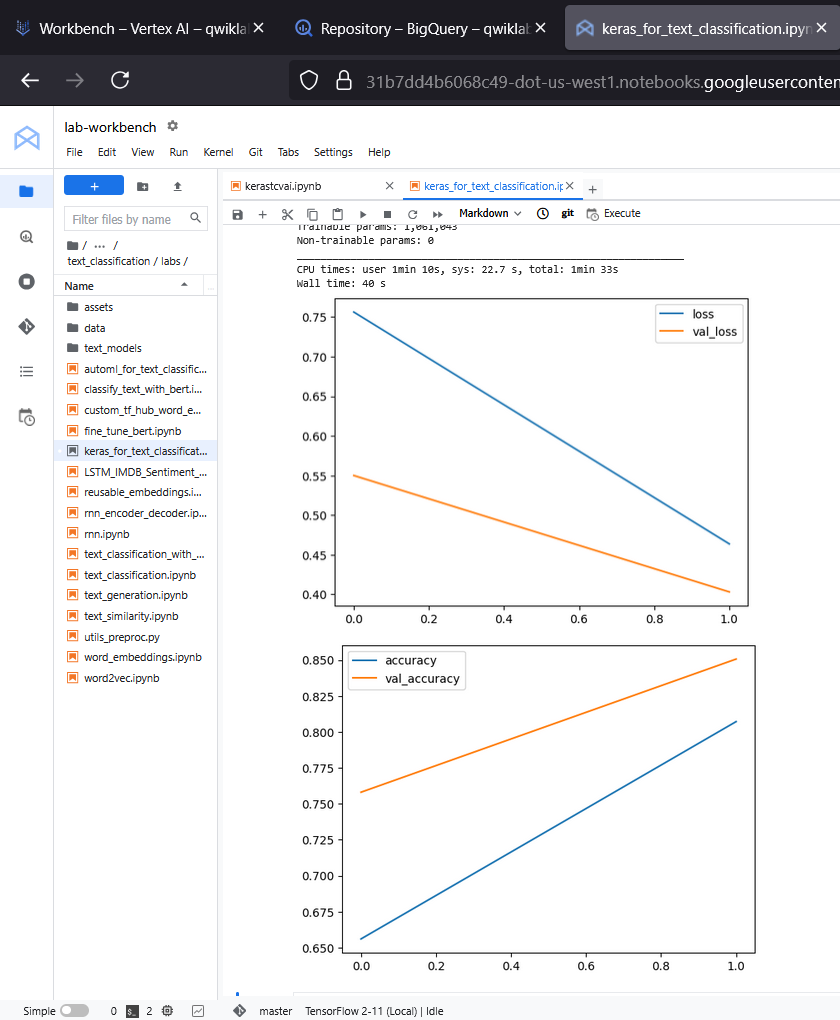 Workbench – Vertex AI – qwikla
Repository – BigQuery – qwiklab
keras_for_text_classification.ipyn
31b7dd4b6068c49-dot-us-west1.notebooks.googleuserconten
lab-workbench
File Edit View Run Kernel Git Tabs Settings Help
kerastcvai.ipynb
keras_for_text_classification.ip
Filter files by name
Markdown
git
Execute
/ ... /
text_classification / labs /
Name
assets
data
text_models
automl_for_text_classific...
classify_text_with_bert.i...
custom_tf_hub_word_e...
fine_tune_bert.ipynb
keras_for_text_classificat...
LSTM_IMDB_Sentiment_...
reusable_embeddings.i...
rnn_encoder_decoder.ip...
rnn.ipynb
text_classification_with_...
text_classification.ipynb
text_generation.ipynb
text_similarity.ipynb
utils_preproc.py
word_embeddings.ipynb
word2vec.ipynb
Trainable params: 1,061,043
Non-trainable params: 0
CPU times: user 1min 10s, sys: 22.7 s, total: 1min 33s
Wall time: 40 s
loss
val_loss
0.75
0.70
0.65
0.60
0.55
0.50
0.45
0.40
0.0 0.2 0.4 0.6 0.8 1.0
accuracy
val_accuracy
0.850
0.825
0.800
0.775
0.750
0.725
0.700
0.675
0.650
0.0 0.2 0.4 0.6 0.8 1.0
Simple 0 2 master TensorFlow 2-11 (Local) | Idle